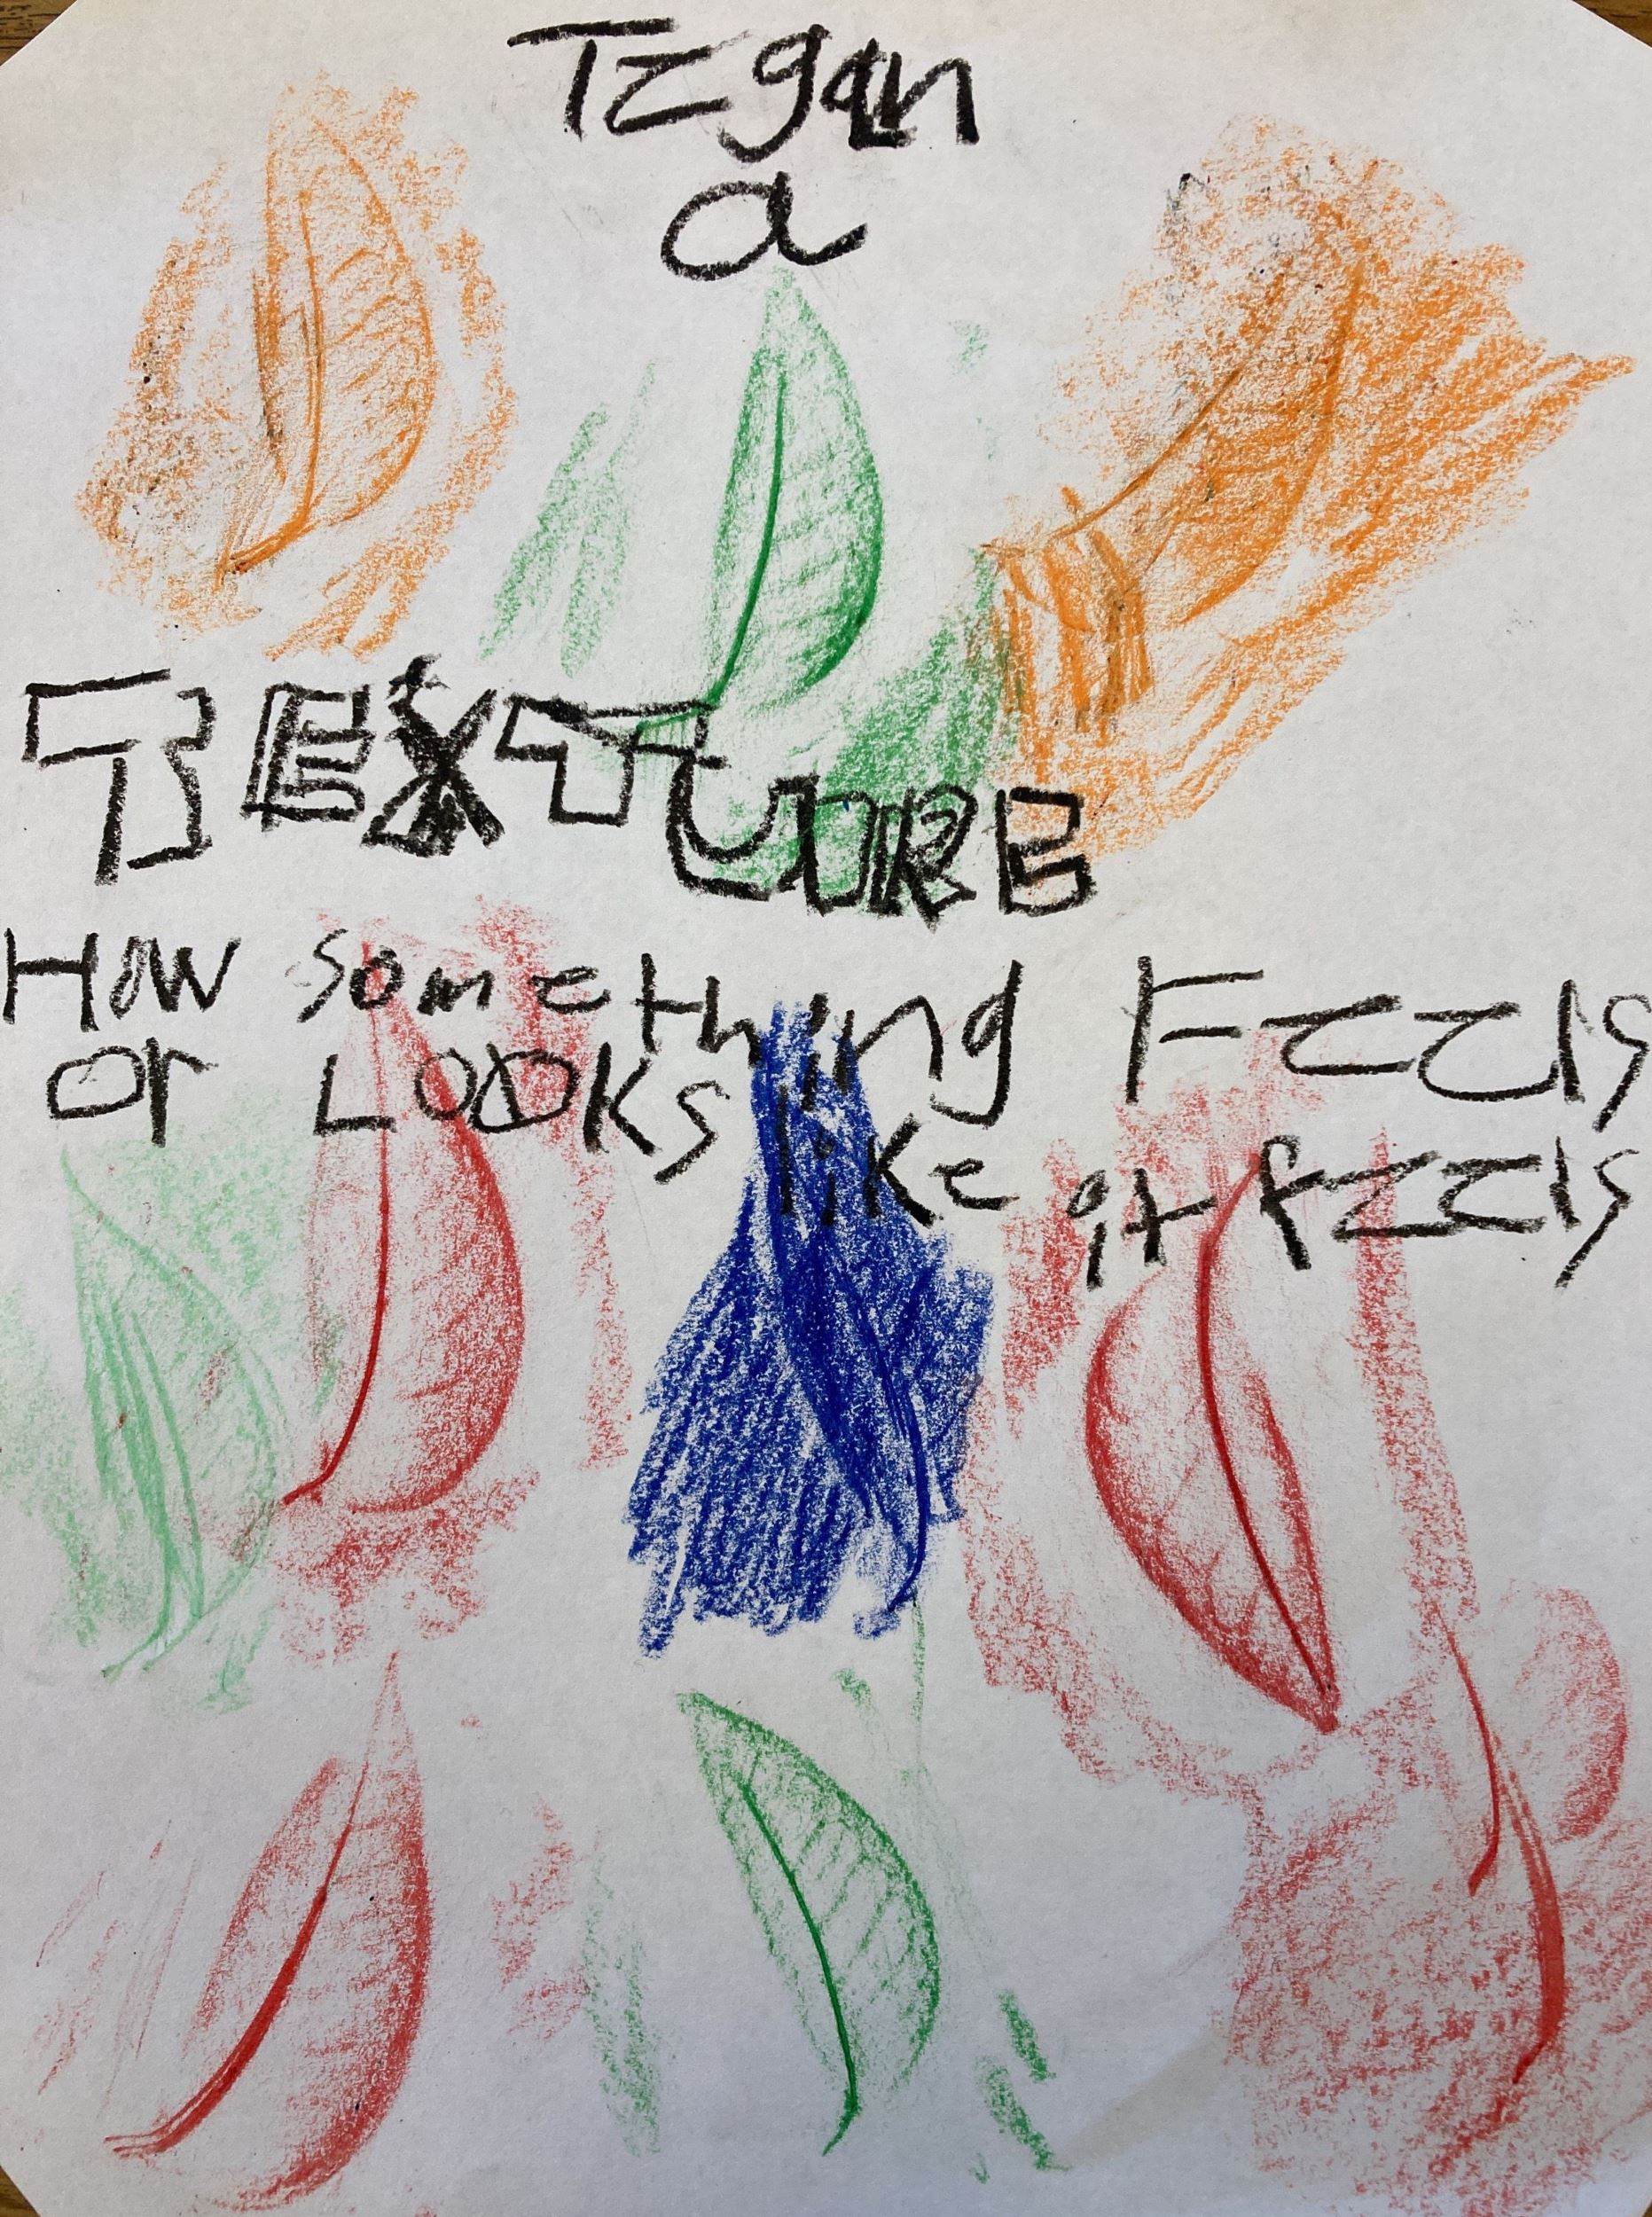 Tegan
a
TEXTURE
How something Feels
or Looks like it feels